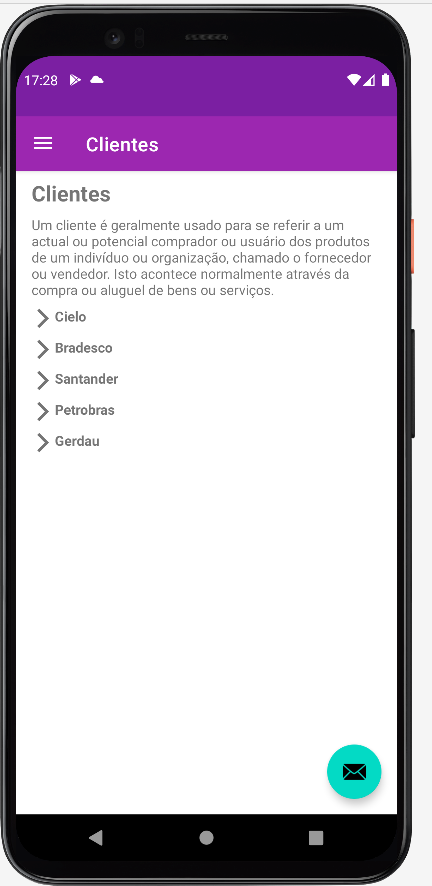 17:28
Clientes
Clientes
Um cliente é geralmente usado para se referir a um
actual ou potencial comprador ou usuário dos produtos
de um indivíduo ou organização, chamado o fornecedor
ou vendedor. Isto acontece normalmente através da
compra ou aluguel de bens ou serviços.
Cielo
Bradesco
Santander
Petrobras
Gerdau